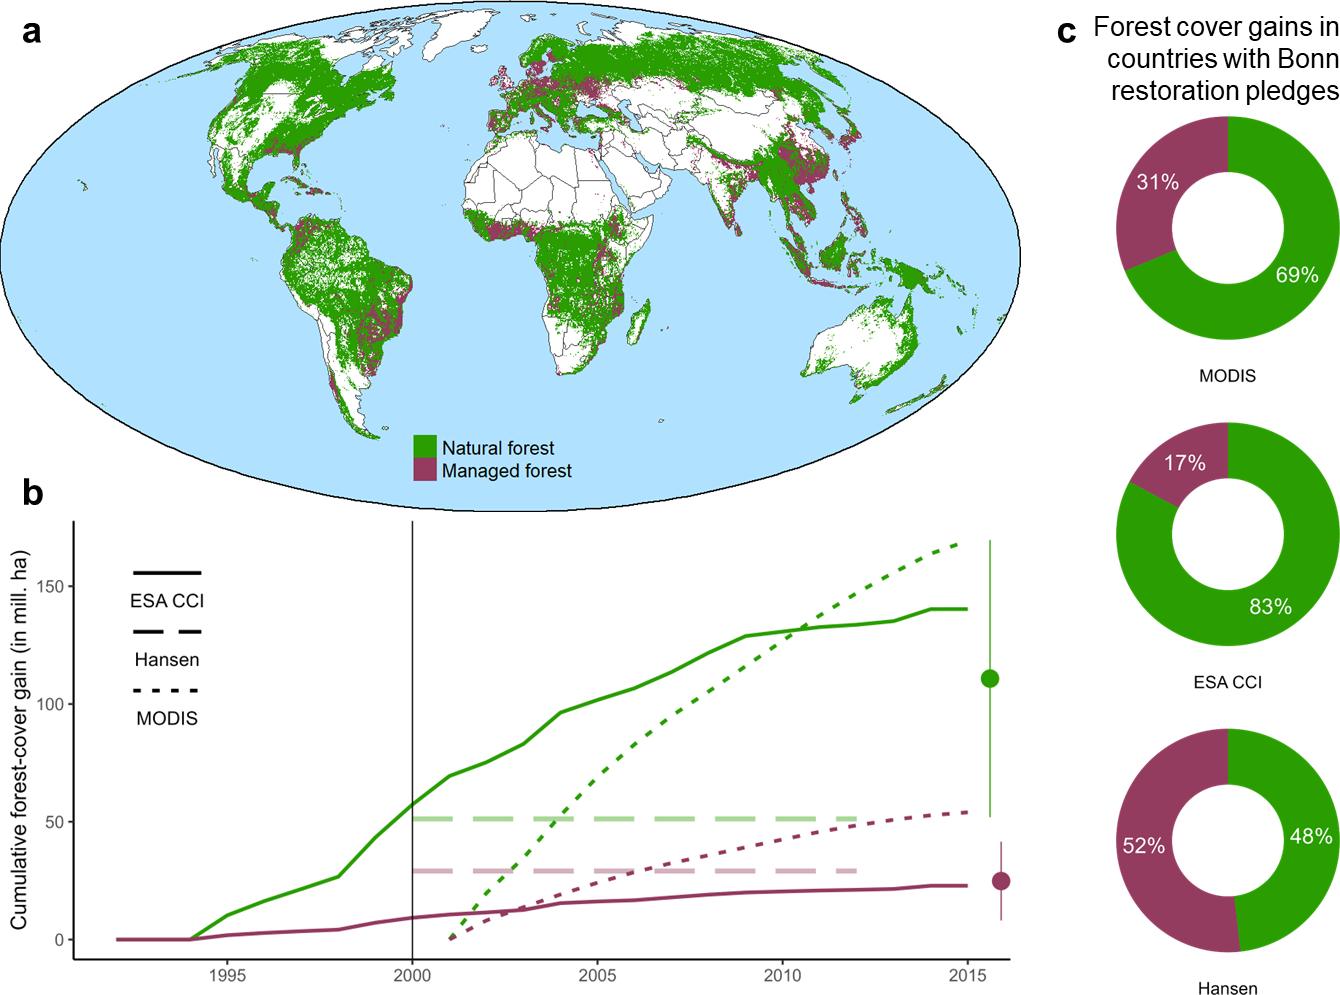 a
Natural forest
Managed forest
b
Cumulative forest-cover gain (in mill. ha)
150
100
50
0
ESA CCI
Hansen
MODIS
1995
2000
2005
2010
2015
c
Forest cover gains in
countries with Bonn
restoration pledges
31%
69%
MODIS
17%
83%
ESA CCI
52%
48%
Hansen